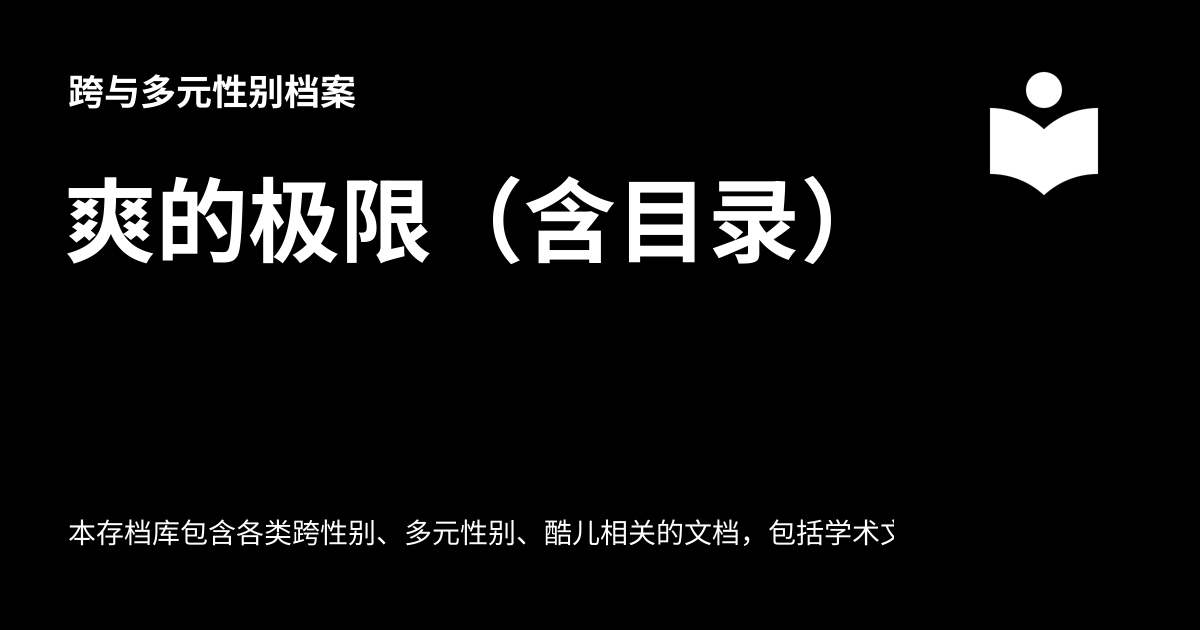 跨与多元性别档案
爽的极限（含目录）
本存档库包含各类跨性别、多元性别、酷儿相关的文档，包括学术